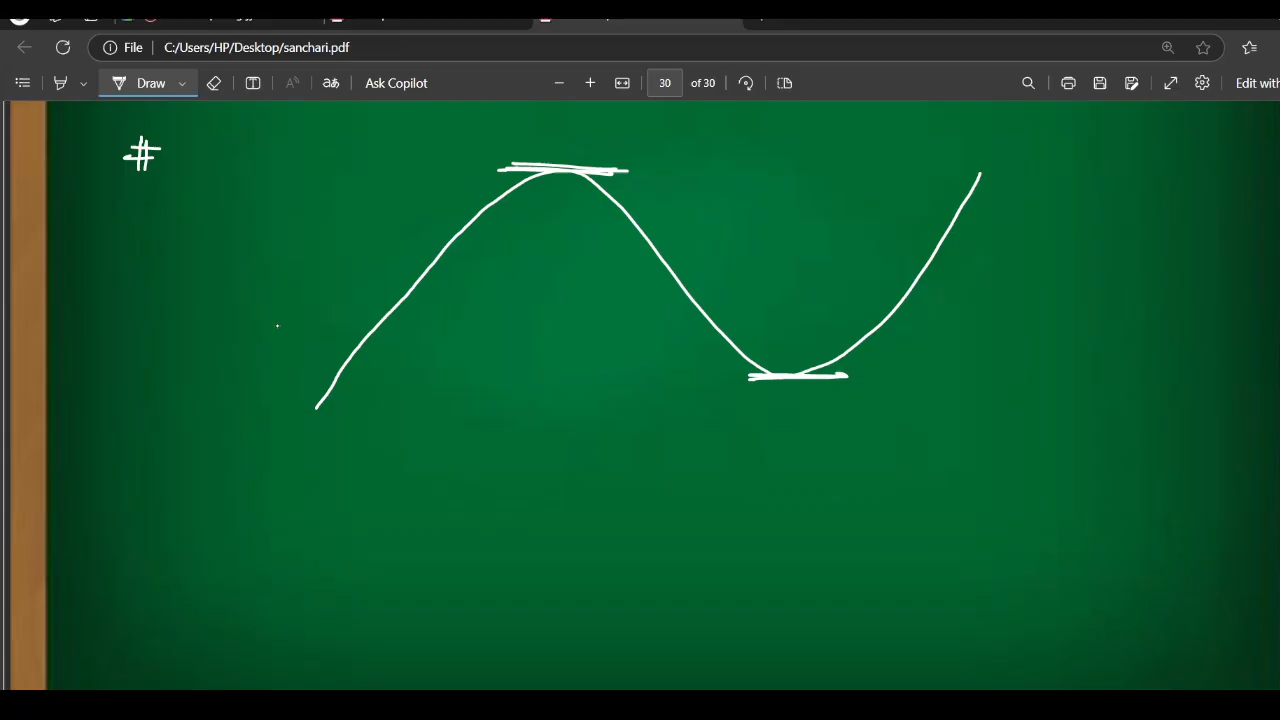 File C:/Users/HP/Desktop/sanchari.pdf
Draw Ask Copilot 30 of 30 Edit with
#